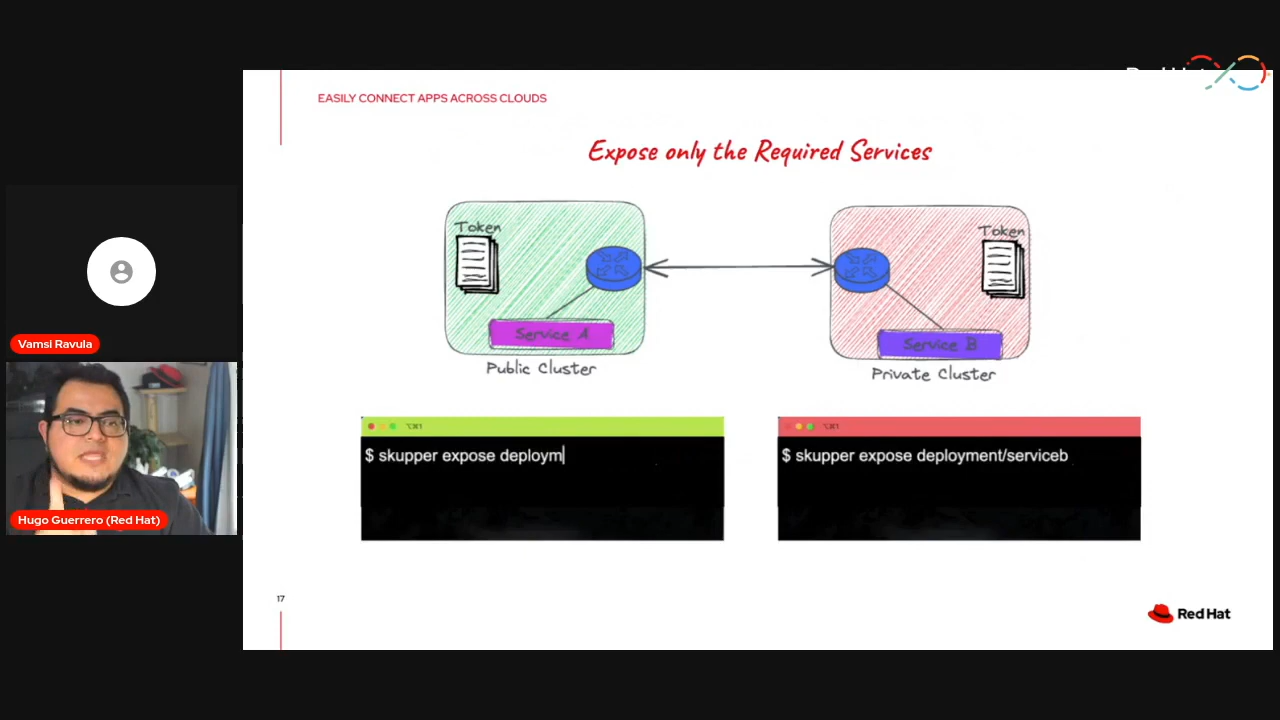 EASILY CONNECT APPS ACROSS CLOUDS
Expose only the Required Services
Token
Token
Service A
Service B
Public Cluster
Private Cluster
$ skupper expose deploym
$ skupper expose deployment/serviceb
Vamsi Ravula
Hugo Guerrero (Red Hat)
17
Red Hat